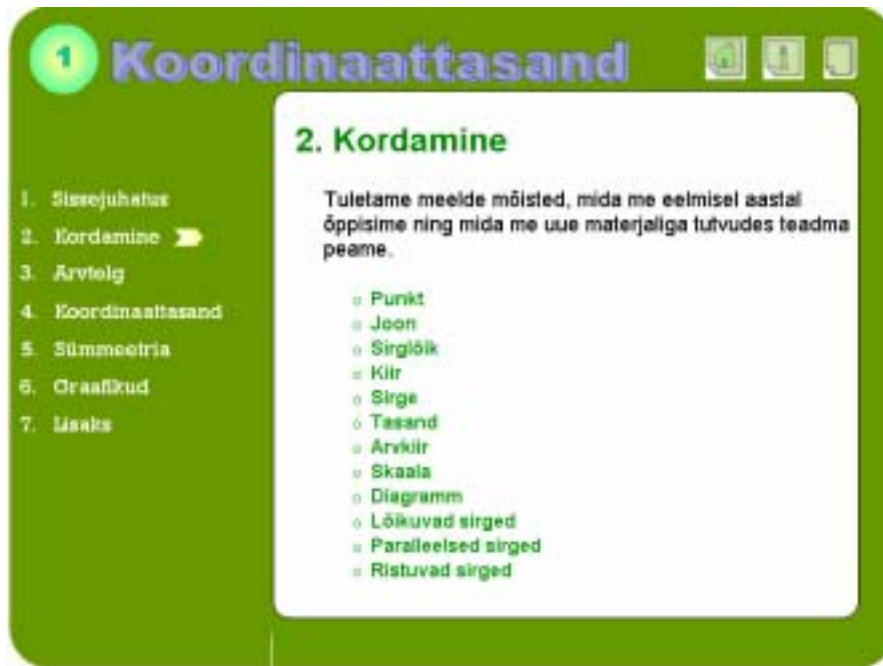 1 Koordinaattasand
1. Sissejuhatus
2. Kordamine
3. Arvtelg
4. Koordinaattasand
5. Sümmeetria
6. Graafikud
7. Lisaks
2. Kordamine
Tuletame meelde mõisted, mida me eelmisel aastal
õppisime ning mida me uue materjaliga tutvudes teadma
peame.
Punkt
Joon
Sirglõik
Kiir
Sirge
Tasand
Arvkiir
Skaala
Diagramm
Lõikuvad sirged
Paralleelsed sirged
Ristuvad sirged